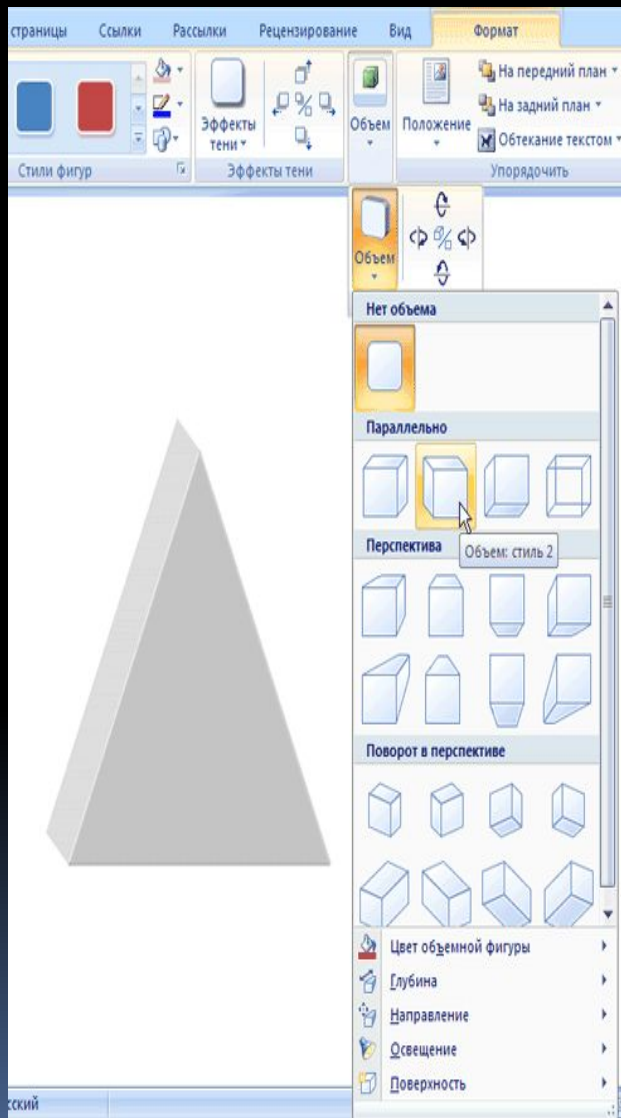 страницы Ссылки Рассылки Рецензирование Вид Формат
На передний план
На задний план
Обтекание текстом
Эффекты тени
Объем
Положение
Стили фигур
Эффекты тени
Упорядочить
Объем
Нет объема
Параллельно
Перспектива
Объем: стиль 2
Поворот в перспективе
Цвет объемной фигуры
Глубина
Направление
Освещение
Поверхность
сский